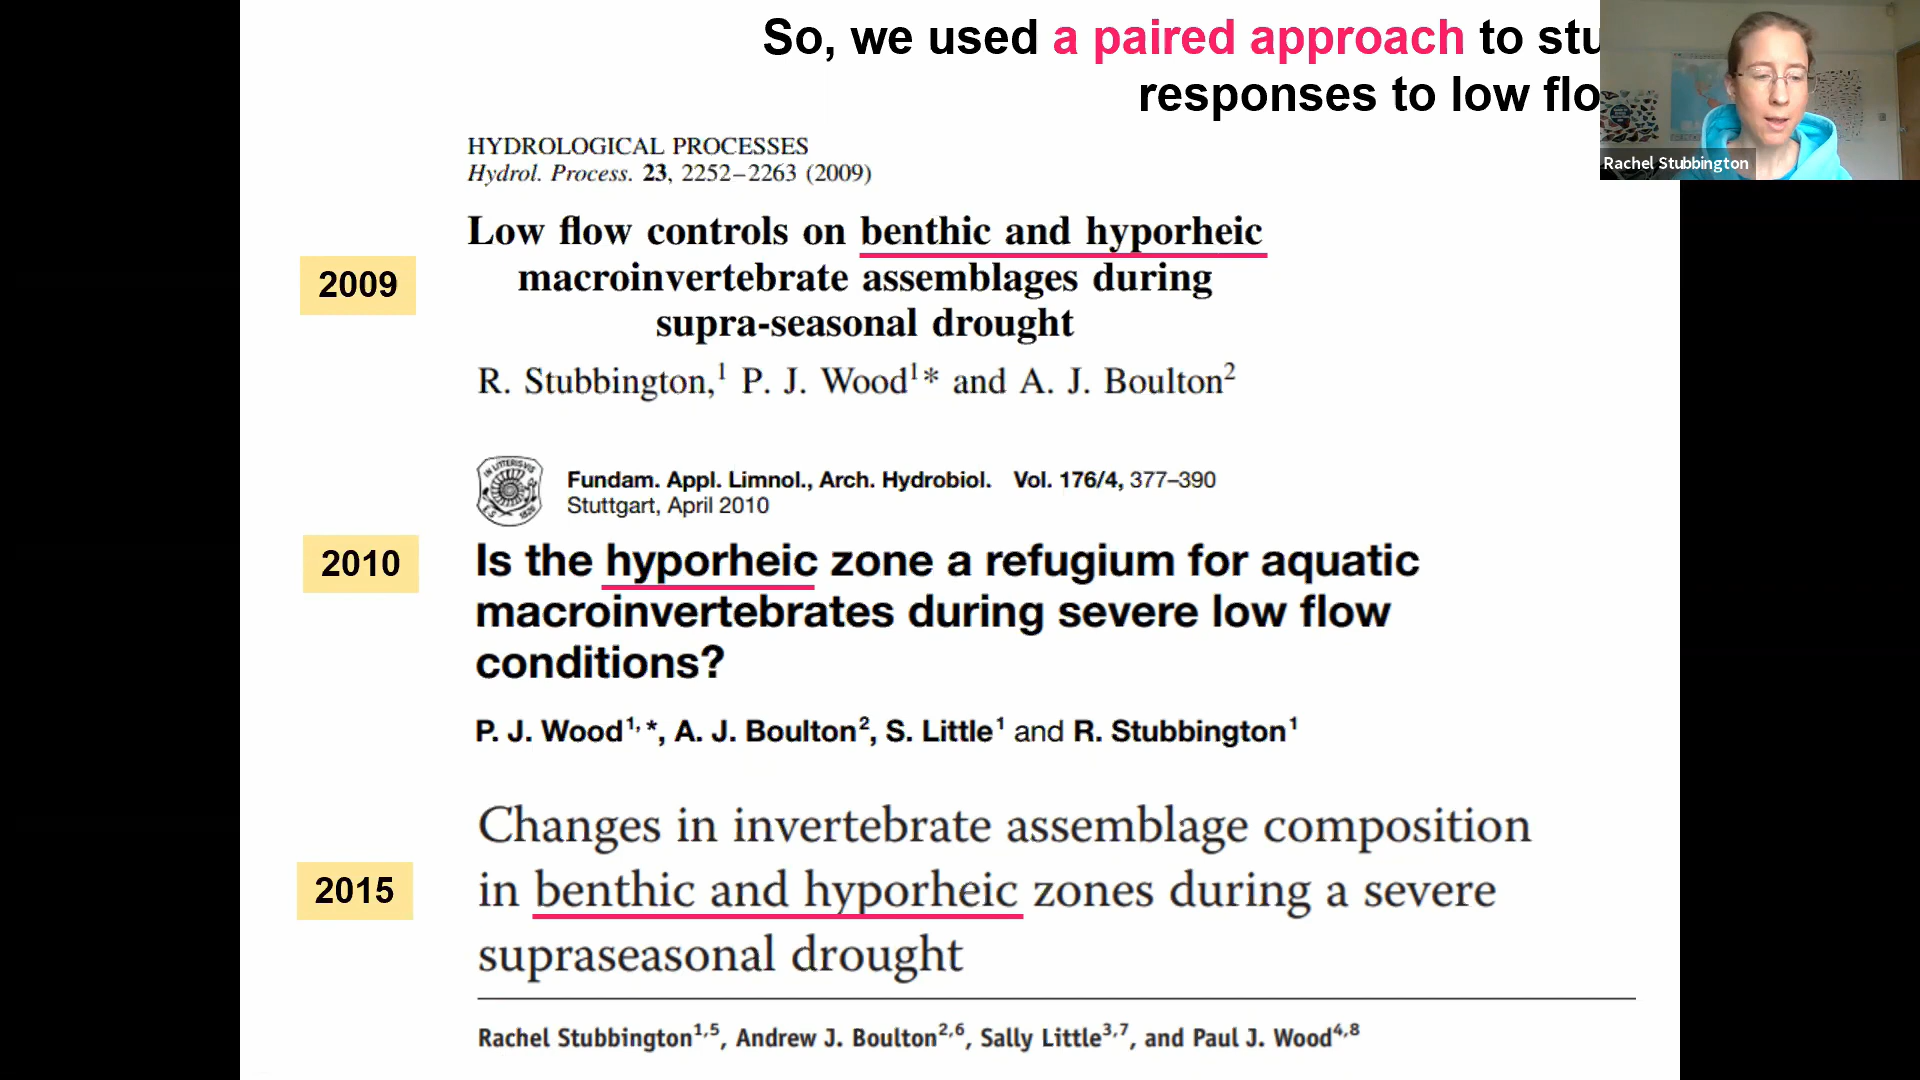 So, we used a paired approach to stu
responses to low flo
Rachel Stubbington
HYDROLOGICAL PROCESSES
Hydrol. Process. 23, 2252–2263 (2009)
Low flow controls on benthic and hyporheic
macroinvertebrate assemblages during
supra-seasonal drought
2009
R. Stubbington,1 P. J. Wood1* and A. J. Boulton2
Fundam. Appl. Limnol., Arch. Hydrobiol. Vol. 176/4, 377–390
Stuttgart, April 2010
2010
Is the hyporheic zone a refugium for aquatic
macroinvertebrates during severe low flow
conditions?
P. J. Wood1, *, A. J. Boulton2, S. Little1 and R. Stubbington1
Changes in invertebrate assemblage composition
in benthic and hyporheic zones during a severe
supraseasonal drought
2015
Rachel Stubbington1,5, Andrew J. Boulton2,6, Sally Little3,7, and Paul J. Wood4,8